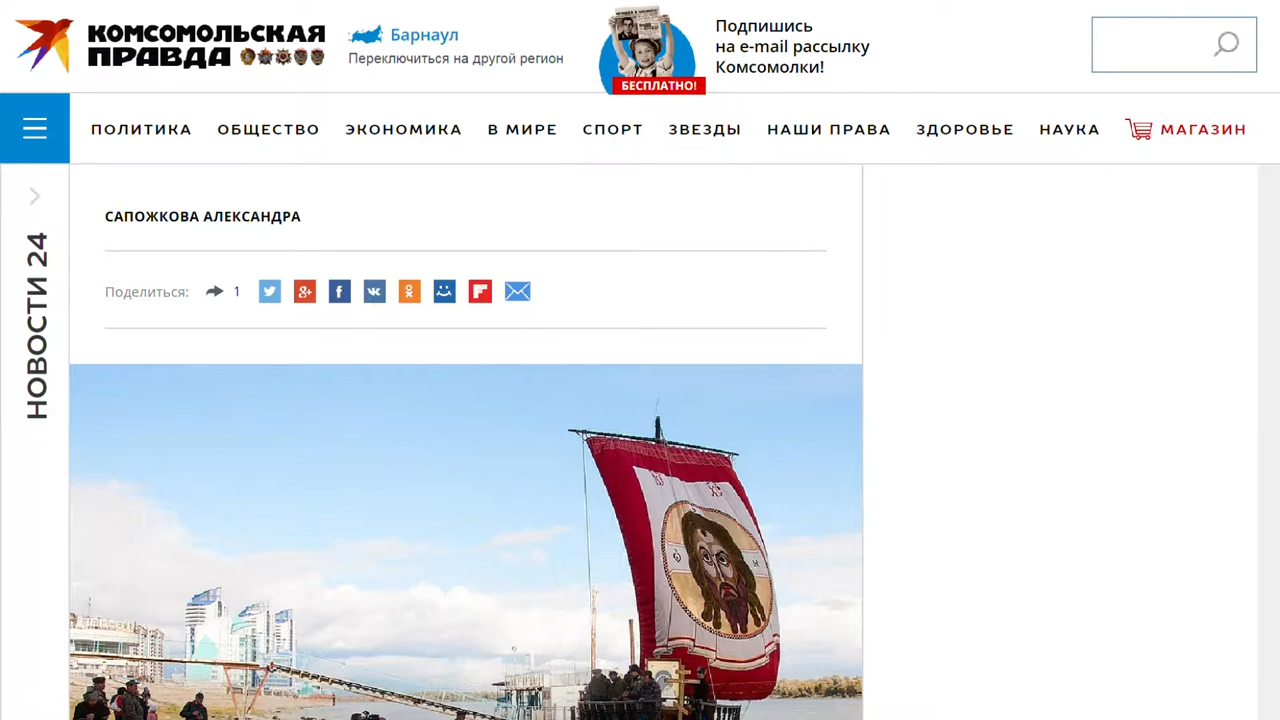 КОМСОМОЛЬСКАЯ
ПРАВДА
Барнаул
Переключиться на другой регион
БЕСПЛАТНО!
Подпишись
на e-mail рассылку
Комсомолки!
ПОЛИТИКА ОБЩЕСТВО ЭКОНОМИКА В МИРЕ СПОРТ ЗВЕЗДЫ НАШИ ПРАВА ЗДОРОВЬЕ НАУКА МАГАЗИН
НОВОСТИ 24
САПОЖКОВА АЛЕКСАНДРА
Поделиться: 1